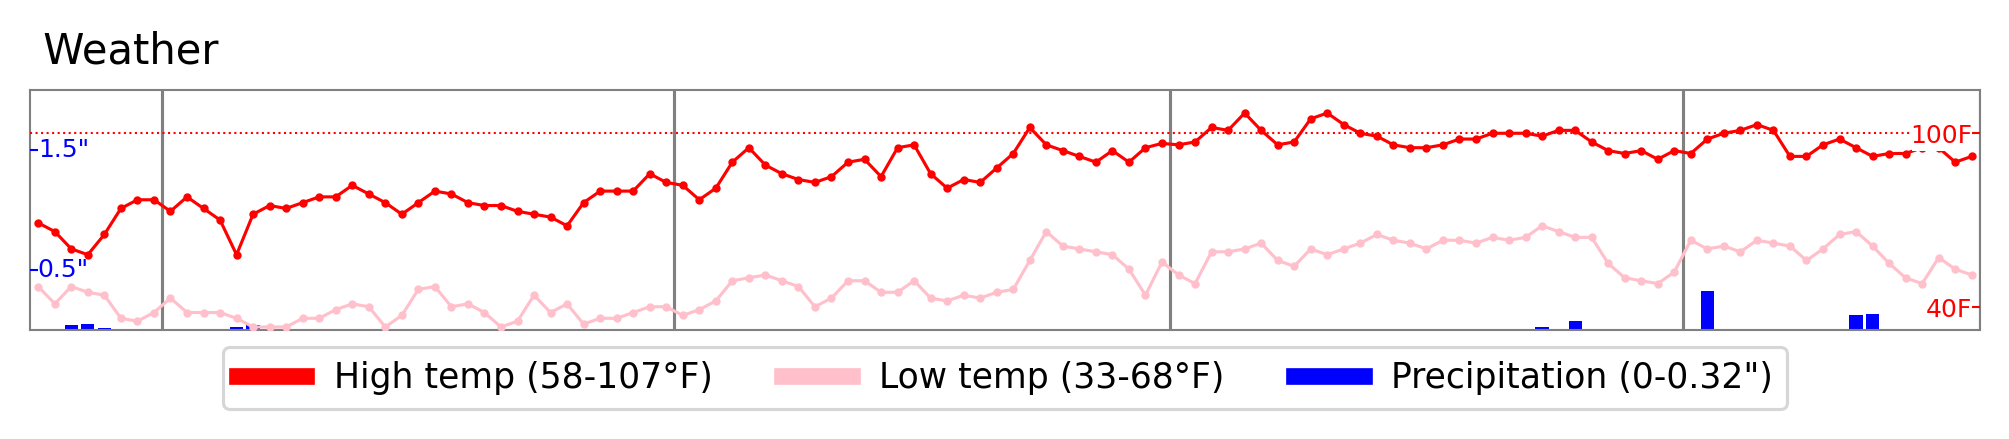 Weather
1.5"
100F
0.5"
40F
High temp (58-107°F)
Low temp (33-68°F)
Precipitation (0-0.32")